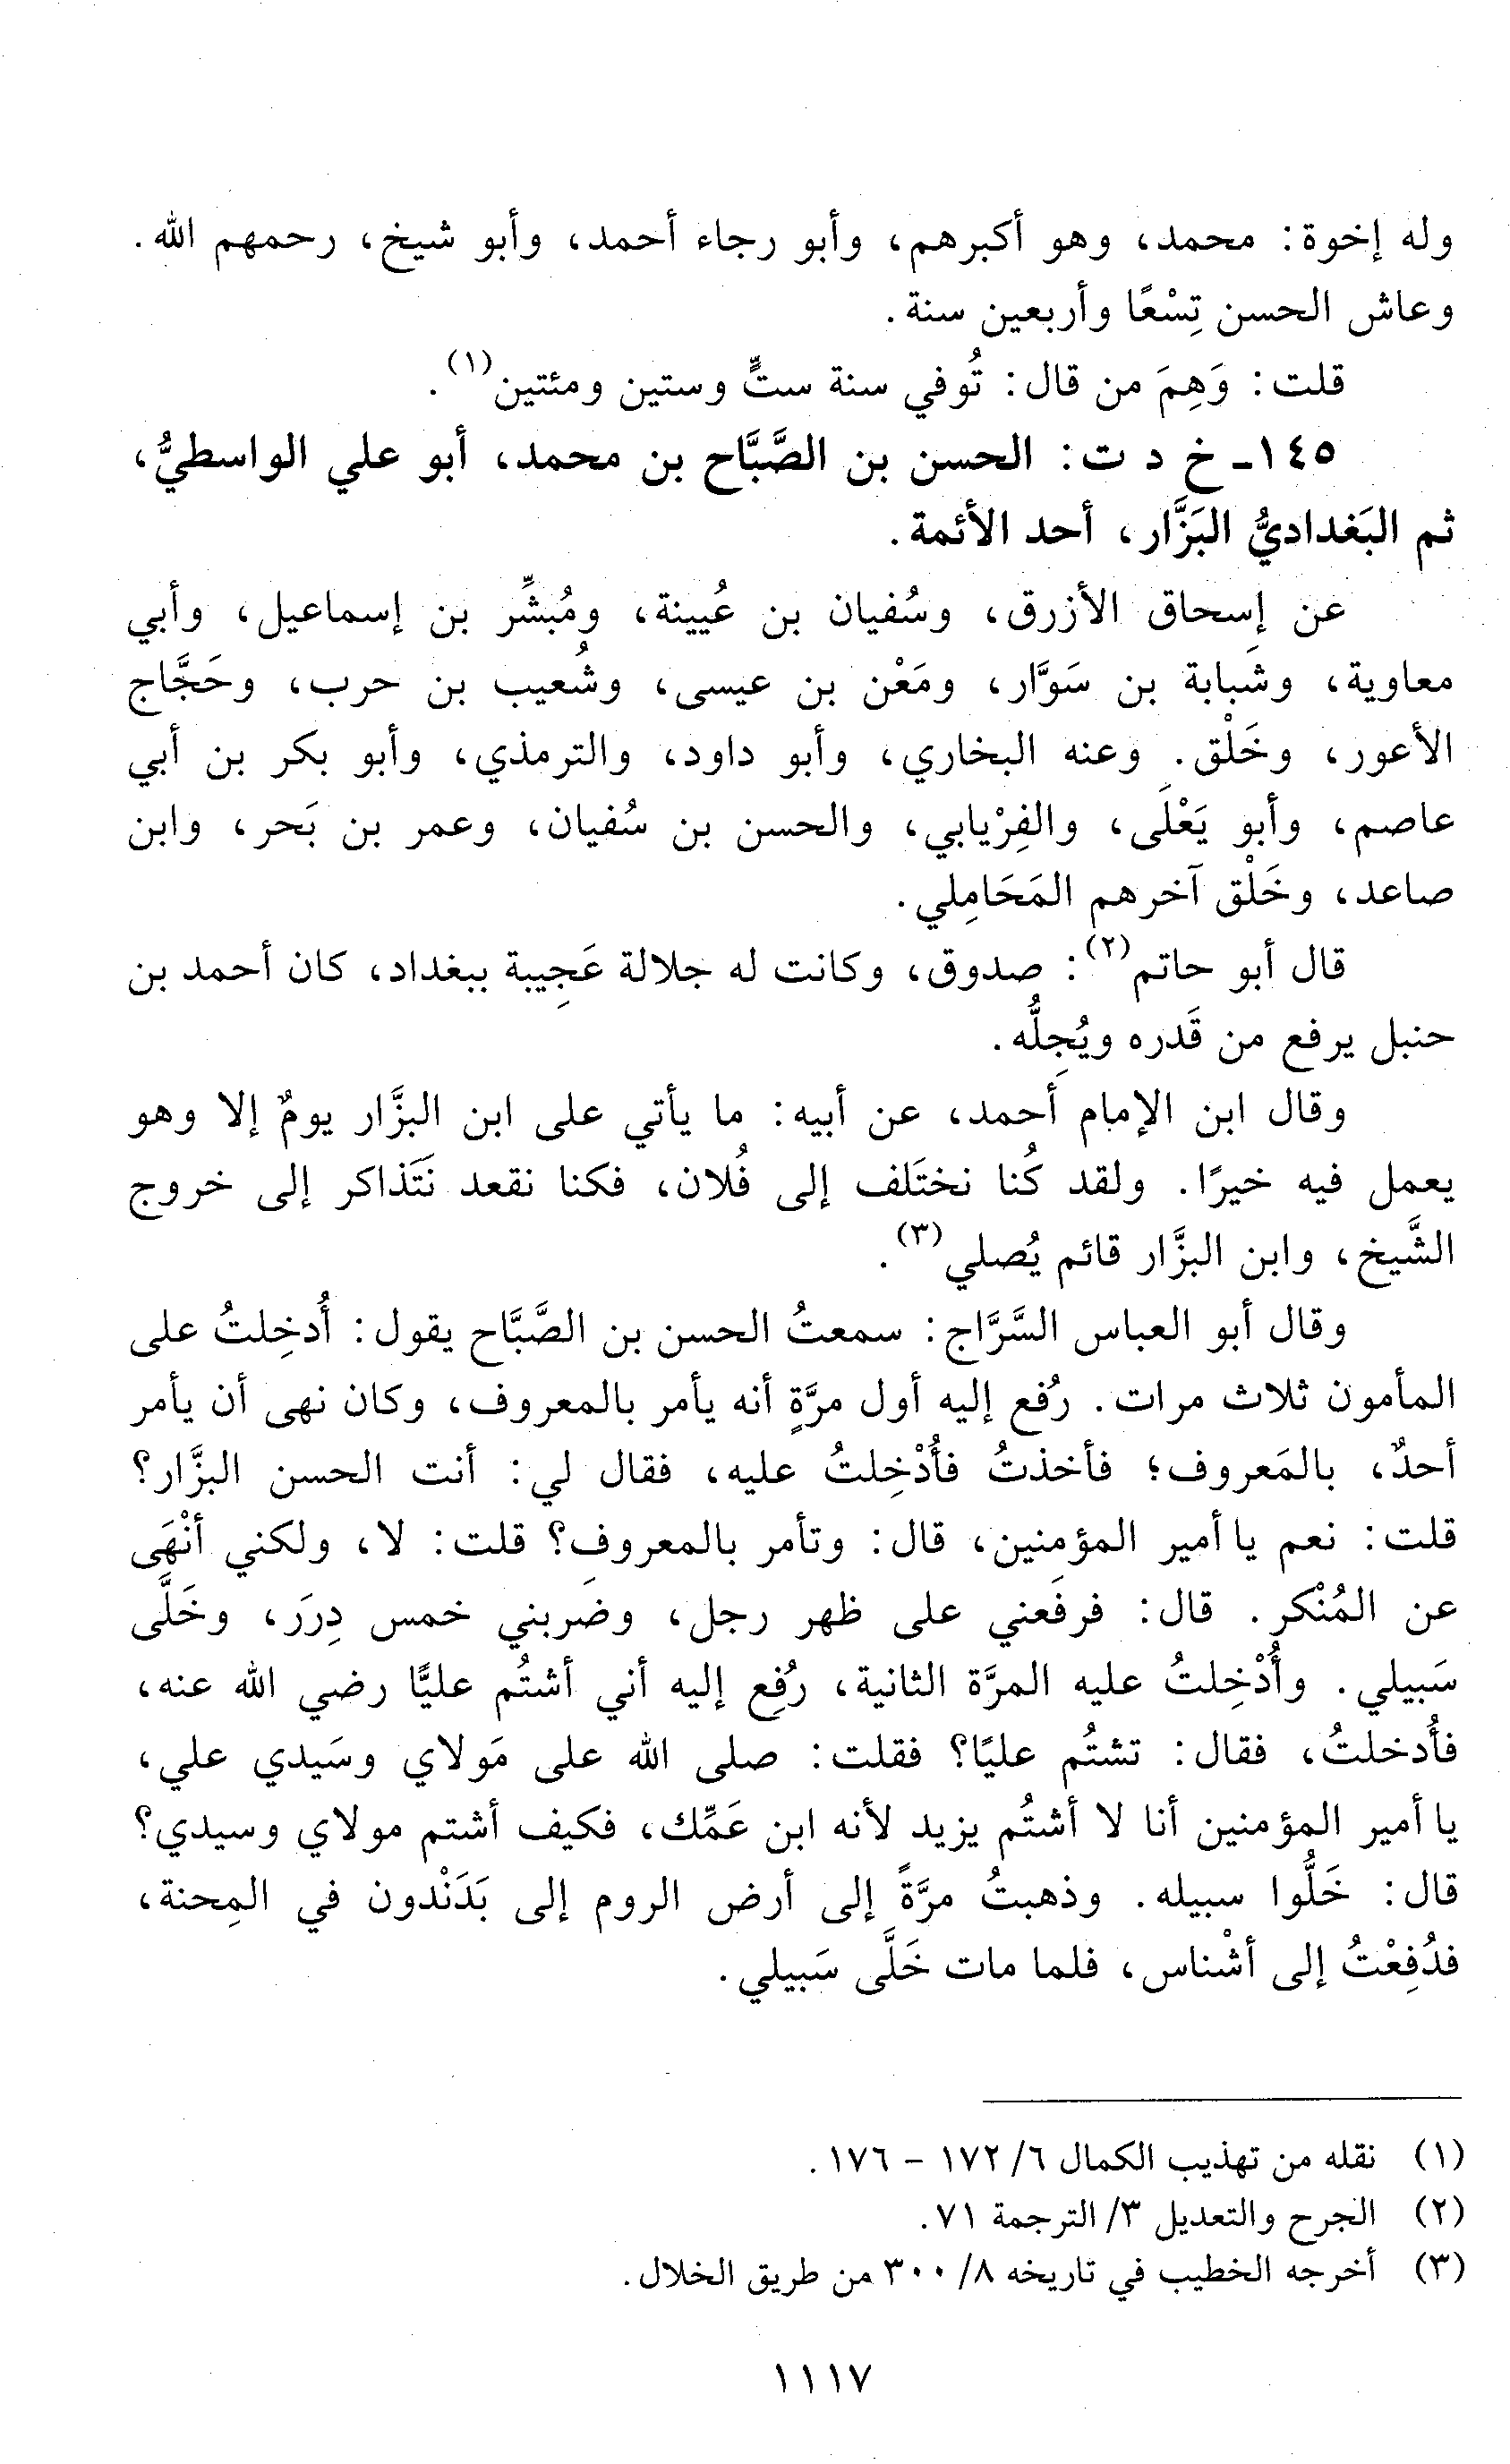 وله إخوة: محمد، وهو أكبرهم، وأبو رجاء أحمد، وأبو شيخ، رحمهم الله.
وعاش الحسن تِسْعًا وأربعين سنة.
قلت: وَهِمَ من قال: تُوفي سنة ستٍّ وستين ومئتين(١).
١٤٥ـ خ د ت: الحسن بن الصَّبَّاح بن محمد، أبو علي الواسطيُّ،
ثم البَغداديُّ البَزَّار، أحد الأئمة.
عن إسحاق الأزرق، وسُفيان بن عُيينة، ومُبشِّر بن إسماعيل، وأبي
معاوية، وشَبابة بن سَوَّار، ومَعْن بن عيسى، وشُعيب بن حرب، وحَجَّاج
الأعور، وخَلْق. وعنه البخاري، وأبو داود، والترمذي، وأبو بكر بن أبي
عاصم، وأبو يَعْلَى، والفِرْيابي، والحسن بن سُفيان، وعمر بن بَحر، وابن
صاعد، وخَلْق آخرهم المَحَامِلي.
قال أبو حاتم(٢): صدوق، وكانت له جلالة عَجِيبة ببغداد، كان أحمد بن
حنبل يرفع من قَدره ويُجِلُّه.
وقال ابن الإمام أحمد، عن أبيه: ما يأتي على ابن البزَّار يومٌ إلا وهو
يعمل فيه خيرًا. ولقد كُنا نختَلف إلى فُلان، فكنا نقعد نَتَذاكر إلى خروج
الشَّيخ، وابن البزَّار قائم يُصلي(٣).
وقال أبو العباس السَّرَّاج: سمعتُ الحسن بن الصَّبَّاح يقول: أُدخِلتُ على
المأمون ثلاث مرات. رُفع إليه أول مرَّةٍ أنه يأمر بالمعروف، وكان نهى أن يأمر
أحدٌ، بالمَعروف؛ فأخذتُ فأُدْخِلتُ عليه، فقال لي: أنت الحسن البزَّار؟
قلت: نعم يا أمير المؤمنين، قال: وتأمر بالمعروف؟ قلت: لا، ولكني أنْهَى
عن المُنْكر. قال: فرفَعني على ظهر رجل، وضَربني خمس دِرَر، وخَلَّى
سَبيلي. وأُدْخِلتُ عليه المرَّة الثانية، رُفِع إليه أني أشتُم عليًّا رضي الله عنه،
فأُدخلتُ، فقال: تشتُم عليًا؟ فقلت: صلى الله على مَولاي وسَيدي علي،
يا أمير المؤمنين أنا لا أشتُم يزيد لأنه ابن عَمِّك، فكيف أشتم مولاي وسيدي؟
قال: خَلُّوا سبيله. وذهبتُ مرَّةً إلى أرض الروم إلى بَدَنْدون في المِحنة،
فدُفِعْتُ إلى أشْناس، فلما مات خَلَّى سَبيلي.
(١) نقله من تهذيب الكمال ٦/ ١٧٢ - ١٧٦.
(٢) الجرح والتعديل ٣/ الترجمة ٧١.
(٣) أخرجه الخطيب في تاريخه ٨/ ٣٠٠ من طريق الخلال.
١١١٧